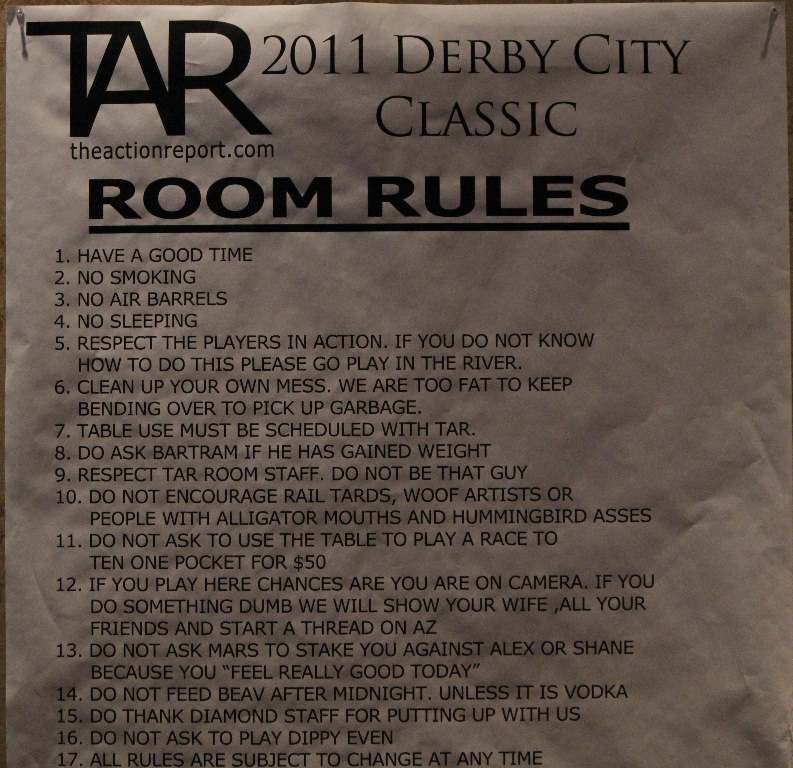 TAR 2011 DERBY CITY
CLASSIC
theactionreport.com
ROOM RULES
1. HAVE A GOOD TIME
2. NO SMOKING
3. NO AIR BARRELS
4. NO SLEEPING
5. RESPECT THE PLAYERS IN ACTION. IF YOU DO NOT KNOW
HOW TO DO THIS PLEASE GO PLAY IN THE RIVER.
6. CLEAN UP YOUR OWN MESS. WE ARE TOO FAT TO KEEP
BENDING OVER TO PICK UP GARBAGE.
7. TABLE USE MUST BE SCHEDULED WITH TAR.
8. DO ASK BARTRAM IF HE HAS GAINED WEIGHT
9. RESPECT TAR ROOM STAFF. DO NOT BE THAT GUY
10. DO NOT ENCOURAGE RAIL TARDS, WOOF ARTISTS OR
PEOPLE WITH ALLIGATOR MOUTHS AND HUMMINGBIRD ASSES
11. DO NOT ASK TO USE THE TABLE TO PLAY A RACE TO
TEN ONE POCKET FOR $50
12. IF YOU PLAY HERE CHANCES ARE YOU ARE ON CAMERA. IF YOU
DO SOMETHING DUMB WE WILL SHOW YOUR WIFE ,ALL YOUR
FRIENDS AND START A THREAD ON AZ
13. DO NOT ASK MARS TO STAKE YOU AGAINST ALEX OR SHANE
BECAUSE YOU “FEEL REALLY GOOD TODAY”
14. DO NOT FEED BEAV AFTER MIDNIGHT. UNLESS IT IS VODKA
15. DO THANK DIAMOND STAFF FOR PUTTING UP WITH US
16. DO NOT ASK TO PLAY DIPPY EVEN
17. ALL RULES ARE SUBJECT TO CHANGE AT ANY TIME